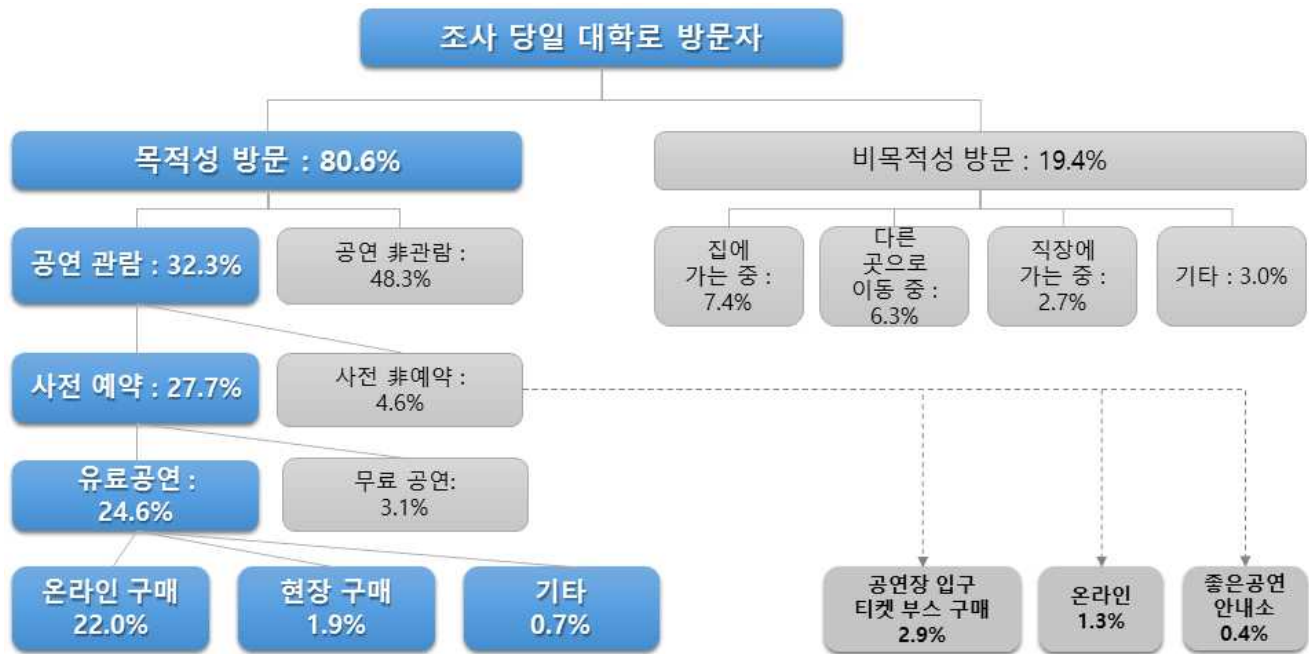 조사 당일 대학로 방문자
목적성 방문 : 80.6%
비목적성 방문 : 19.4%
공연 관람 : 32.3%
공연 非관람 :
48.3%
집에
가는 중 :
7.4%
다른
곳으로
이동 중 :
6.3%
직장에
가는 중 :
2.7%
기타 : 3.0%
사전 예약 : 27.7%
사전 非예약 :
4.6%
유료공연 :
24.6%
무료 공연:
3.1%
온라인 구매
22.0%
현장 구매
1.9%
기타
0.7%
공연장 입구
티켓 부스 구매
2.9%
온라인
1.3%
좋은공연
안내소
0.4%